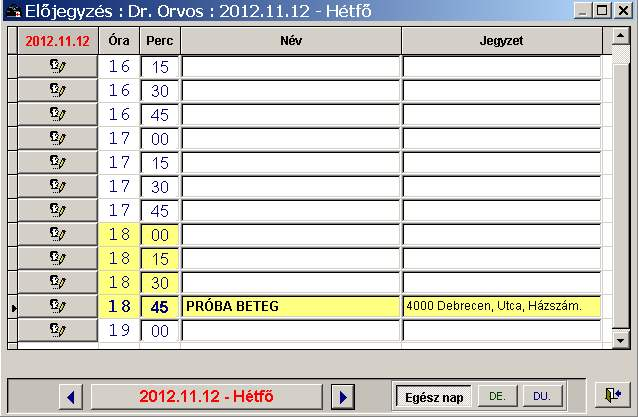 Előjegyzés : Dr. Orvos : 2012.11.12 - Hétfő
2012.11.12 Óra Perc Név Jegyzet
16 15
16 30
16 45
17 00
17 15
17 30
17 45
18 00
18 15
18 30
18 45 PRÓBA BETEG 4000 Debrecen, Utca, Házszám.
19 00
2012.11.12 - Hétfő Egész nap DE. DU.